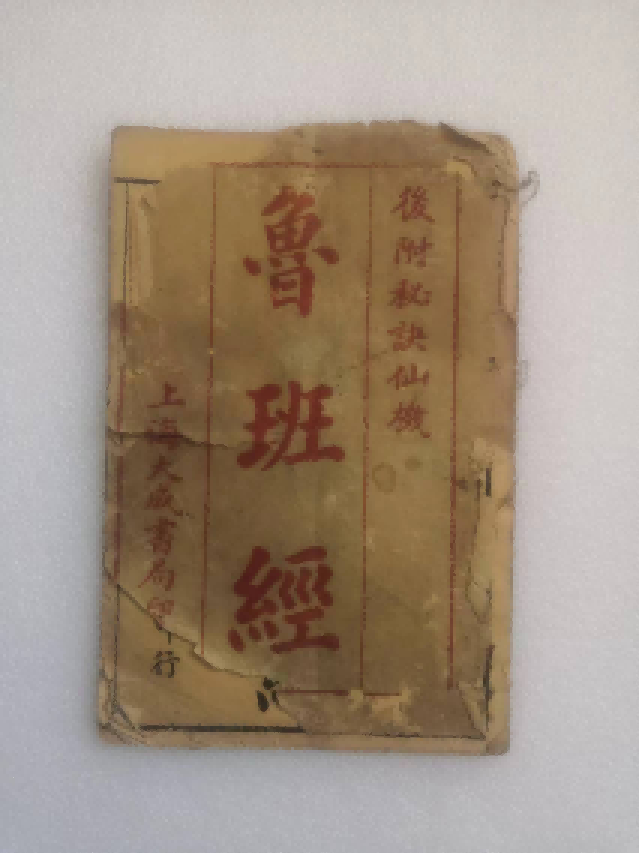 後附秘訣仙機
魯班經
上海大成書局印行